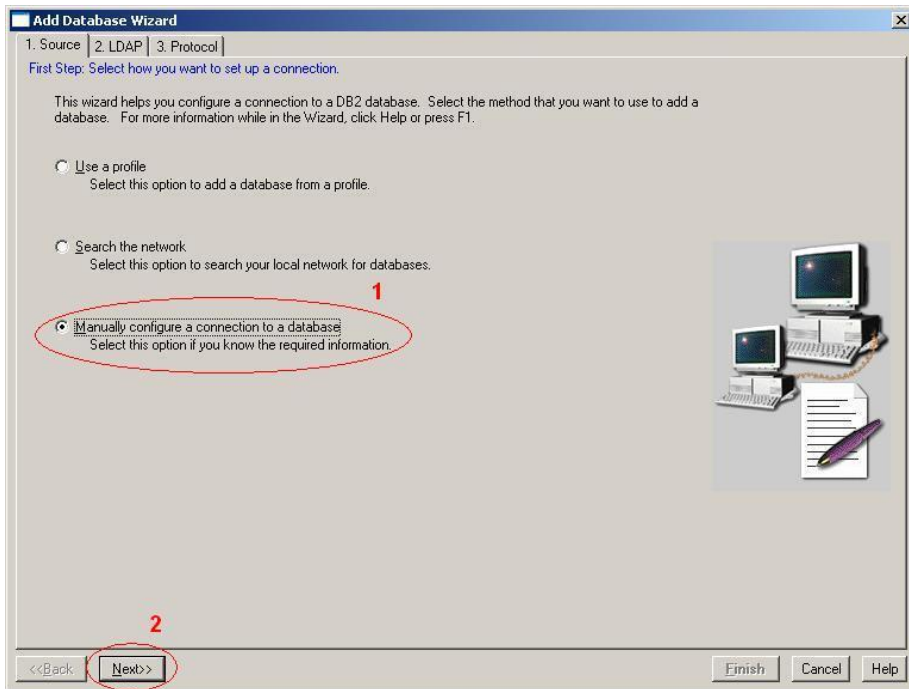 Add Database Wizard
1. Source 2. LDAP 3. Protocol
First Step: Select how you want to set up a connection.
This wizard helps you configure a connection to a DB2 database. Select the method that you want to use to add a
database. For more information while in the Wizard, click Help or press F1.
Use a profile
Select this option to add a database from a profile.
Search the network
Select this option to search your local network for databases.
1
Manually configure a connection to a database
Select this option if you know the required information.
2
<<Back Next>> Finish Cancel Help